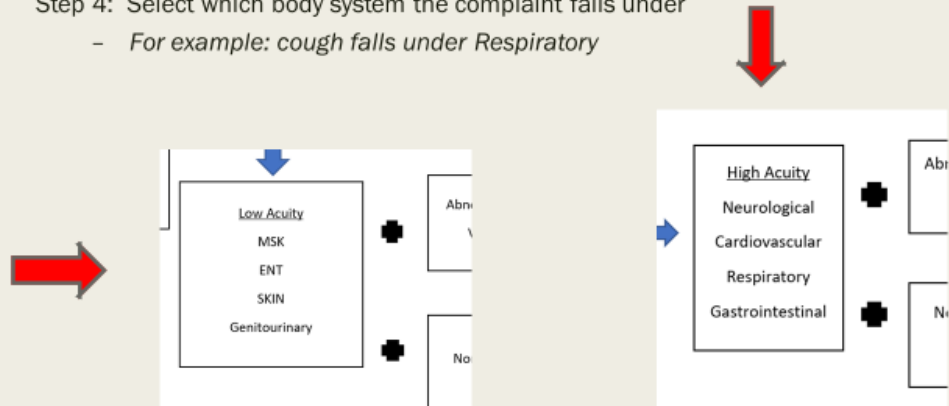 Step 4: Select which body system the complaint falls under
– For example: cough falls under Respiratory
Low Acuity
MSK
ENT
SKIN
Genitourinary
High Acuity
Neurological
Cardiovascular
Respiratory
Gastrointestinal